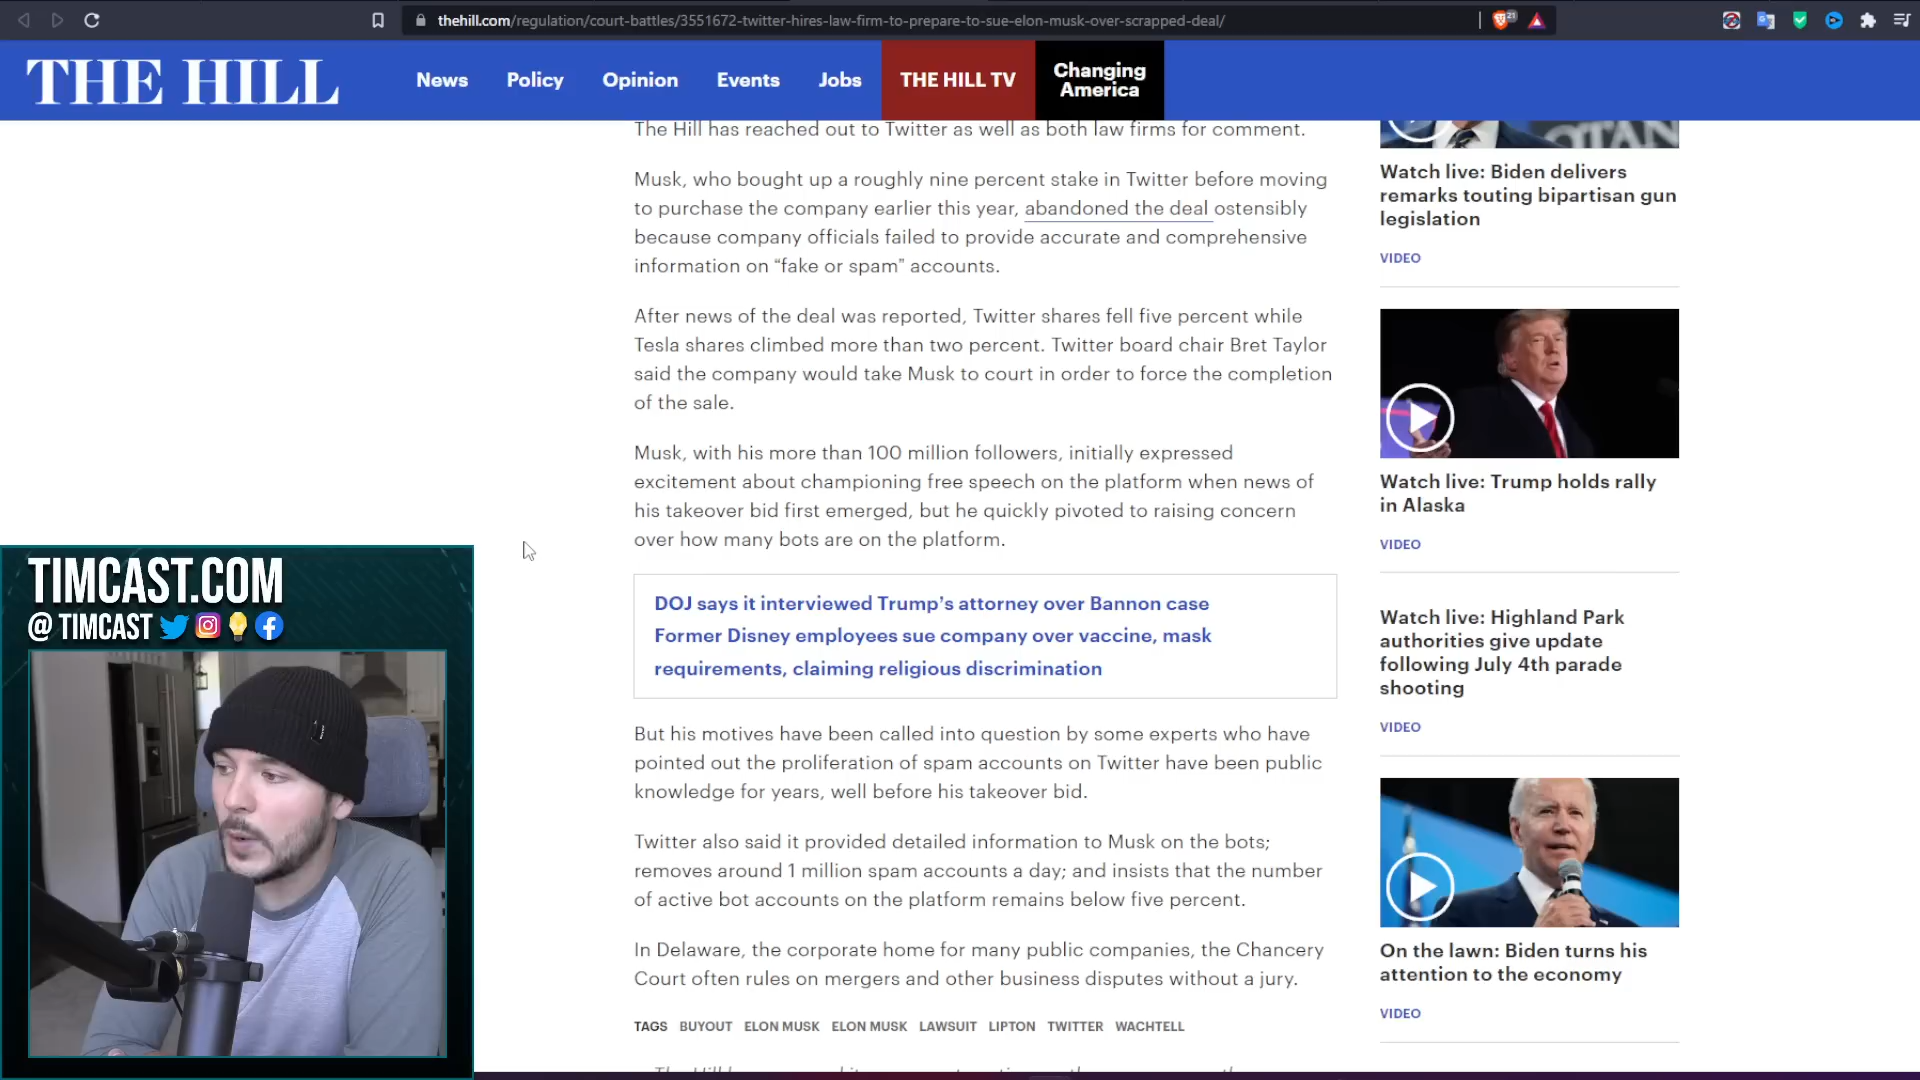 thehill.com/regulation/court-battles/3551672-twitter-hires-law-firm-to-prepare-to-sue-elon-musk-over-scrapped-deal/
21
THE HILL
News
Policy
Opinion
Events
Jobs
THE HILL TV
Changing
America
The Hill has reached out to Twitter as well as both law firms for comment.
Musk, who bought up a roughly nine percent stake in Twitter before moving
to purchase the company earlier this year, abandoned the deal ostensibly
because company officials failed to provide accurate and comprehensive
information on “fake or spam” accounts.
After news of the deal was reported, Twitter shares fell five percent while
Tesla shares climbed more than two percent. Twitter board chair Bret Taylor
said the company would take Musk to court in order to force the completion
of the sale.
Musk, with his more than 100 million followers, initially expressed
excitement about championing free speech on the platform when news of
his takeover bid first emerged, but he quickly pivoted to raising concern
over how many bots are on the platform.
DOJ says it interviewed Trump’s attorney over Bannon case
Former Disney employees sue company over vaccine, mask
requirements, claiming religious discrimination
But his motives have been called into question by some experts who have
pointed out the proliferation of spam accounts on Twitter have been public
knowledge for years, well before his takeover bid.
Twitter also said it provided detailed information to Musk on the bots;
removes around 1 million spam accounts a day; and insists that the number
of active bot accounts on the platform remains below five percent.
In Delaware, the corporate home for many public companies, the Chancery
Court often rules on mergers and other business disputes without a jury.
TAGS BUYOUT ELON MUSK ELON MUSK LAWSUIT LIPTON TWITTER WACHTELL
Watch live: Biden delivers
remarks touting bipartisan gun
legislation
VIDEO
Watch live: Trump holds rally
in Alaska
VIDEO
Watch live: Highland Park
authorities give update
following July 4th parade
shooting
VIDEO
On the lawn: Biden turns his
attention to the economy
VIDEO
TIMCAST.COM
@ TIMCAST